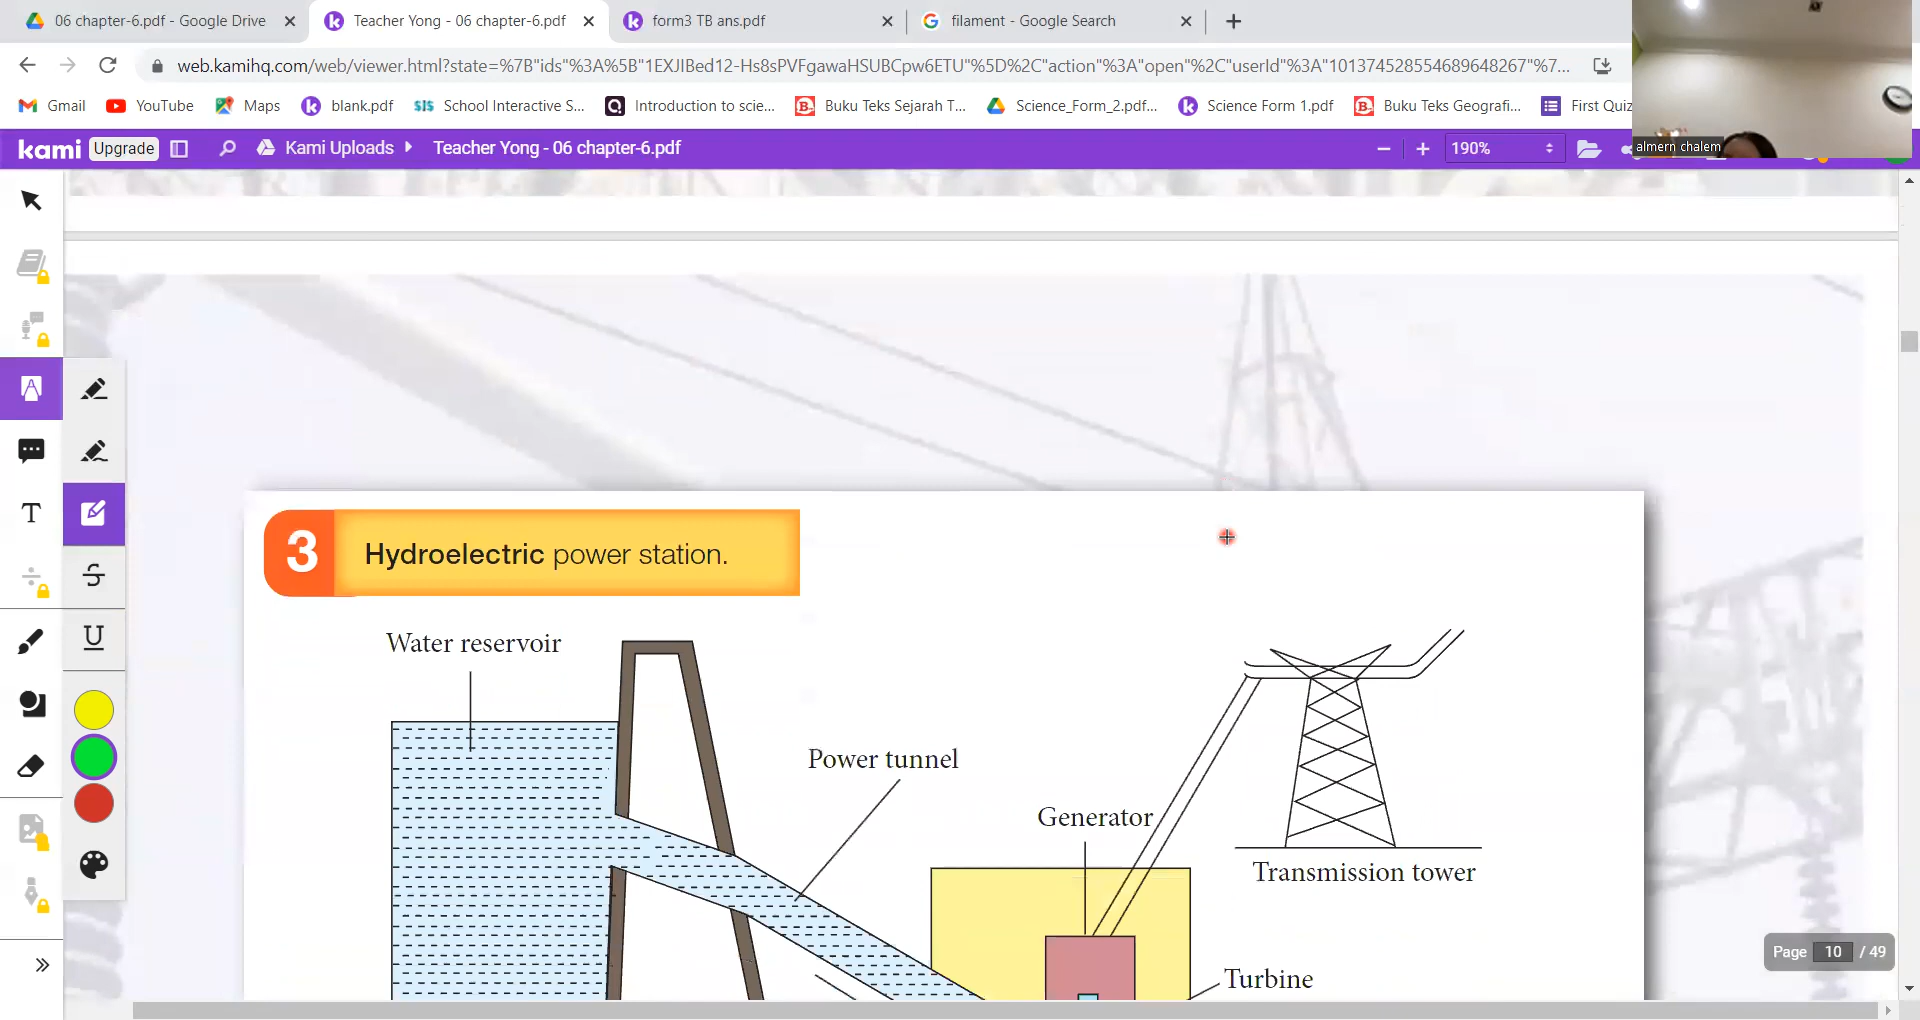 06 chapter-6.pdf - Google Drive
Teacher Yong - 06 chapter-6.pdf
form3 TB ans.pdf
filament - Google Search
web.kamihq.com/web/viewer.html?state=%7B"ids"%3A%5B"1EXJIBed12-Hs8sPVFgawaHSUBCpw6ETU"%5D%2C"action"%3A"open"%2C"userId"%3A"101374528554689648267"%7...
Gmail
YouTube
Maps
blank.pdf
School Interactive S...
Introduction to scie...
Buku Teks Sejarah T...
Science_Form_2.pdf...
Science Form 1.pdf
Buku Teks Geografi...
First Quiz
almern chalem
kami
Upgrade
Kami Uploads
Teacher Yong - 06 chapter-6.pdf
190%
3
Hydroelectric power station.
Water reservoir
Power tunnel
Generator
Transmission tower
Turbine
Page 10 / 49